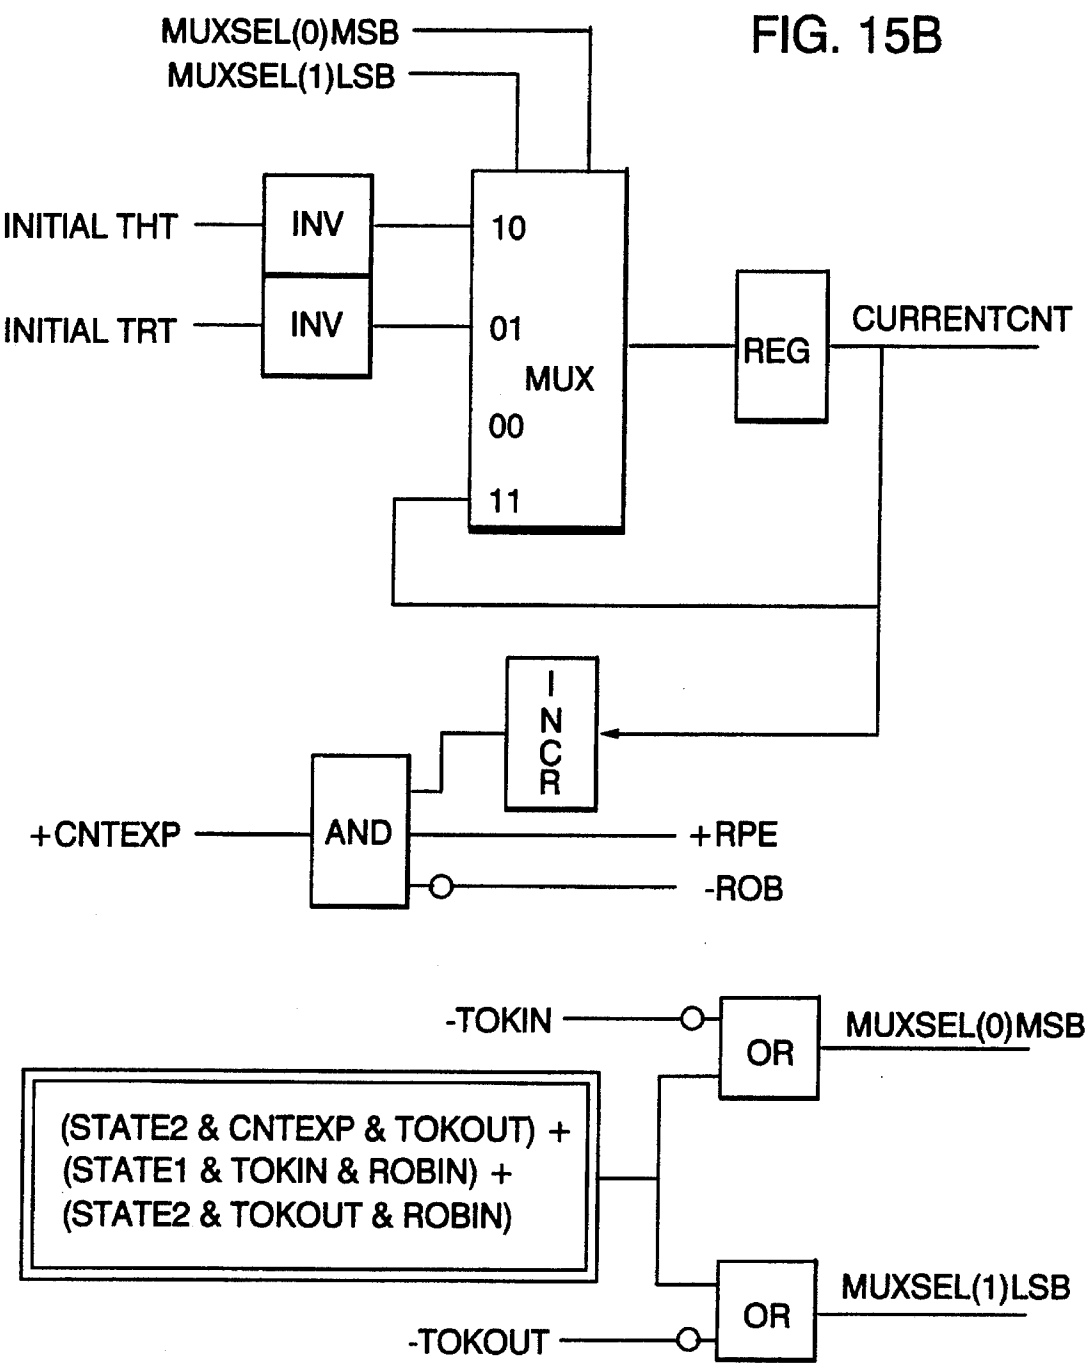 FIG. 15B
MUXSEL(0)MSB
MUXSEL(1)LSB
INITIAL THT
INV
10
INITIAL TRT
INV
01
MUX
00
11
REG
CURRENTCNT
INCR
+CNTEXP
AND
+RPE
-ROB
-TOKIN
OR
MUXSEL(0)MSB
(STATE2 & CNTEXP & TOKOUT) +
(STATE1 & TOKIN & ROBIN) +
(STATE2 & TOKOUT & ROBIN)
-TOKOUT
OR
MUXSEL(1)LSB